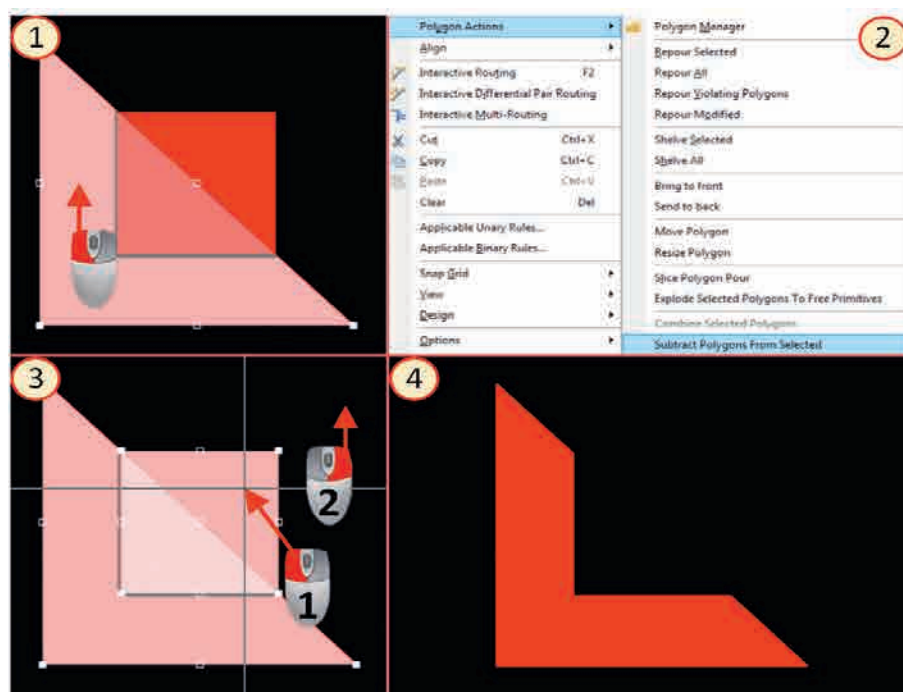 1
Polygon Actions
Align
Interactive Routing F2
Interactive Differential Pair Routing
Interactive Multi-Routing
Cut Ctrl+X
Copy Ctrl+C
Paste Ctrl+V
Clear Del
Applicable Unary Rules...
Applicable Binary Rules...
Snap Grid
View
Design
Options
2
Polygon Manager
Repour Selected
Repour All
Repour Violating Polygons
Repour Modified
Shelve Selected
Shelve All
Bring to front
Send to back
Move Polygon
Resize Polygon
Slice Polygon Pour
Explode Selected Polygons To Free Primitives
Combine Selected Polygons
Subtract Polygons From Selected
3
2
1
4